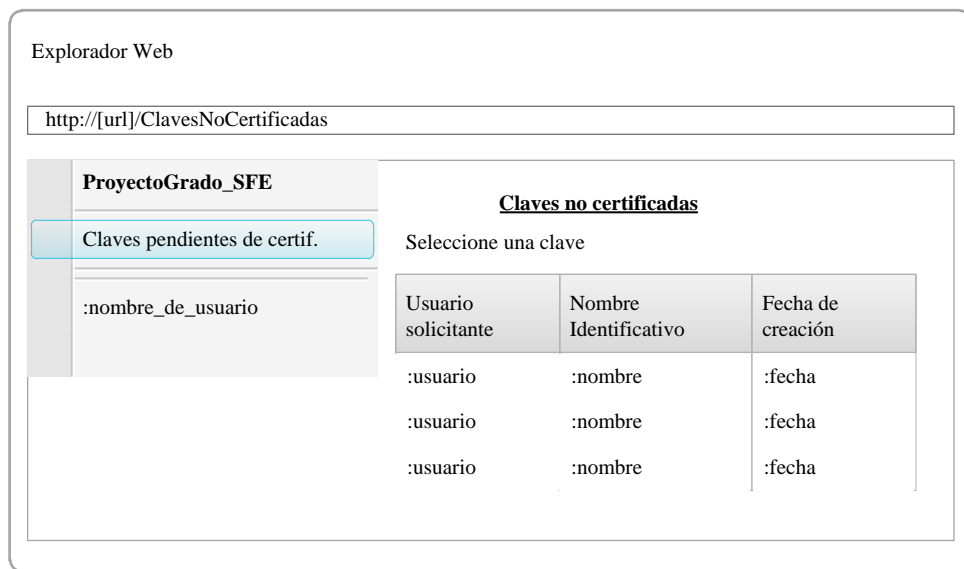 Explorador Web
http://[url]/ClavesNoCertificadas
ProyectoGrado_SFE
Claves pendientes de certif.
:nombre_de_usuario
Claves no certificadas
Seleccione una clave
Usuario solicitante
Nombre Identificativo
Fecha de creación
:usuario :nombre :fecha
:usuario :nombre :fecha
:usuario :nombre :fecha